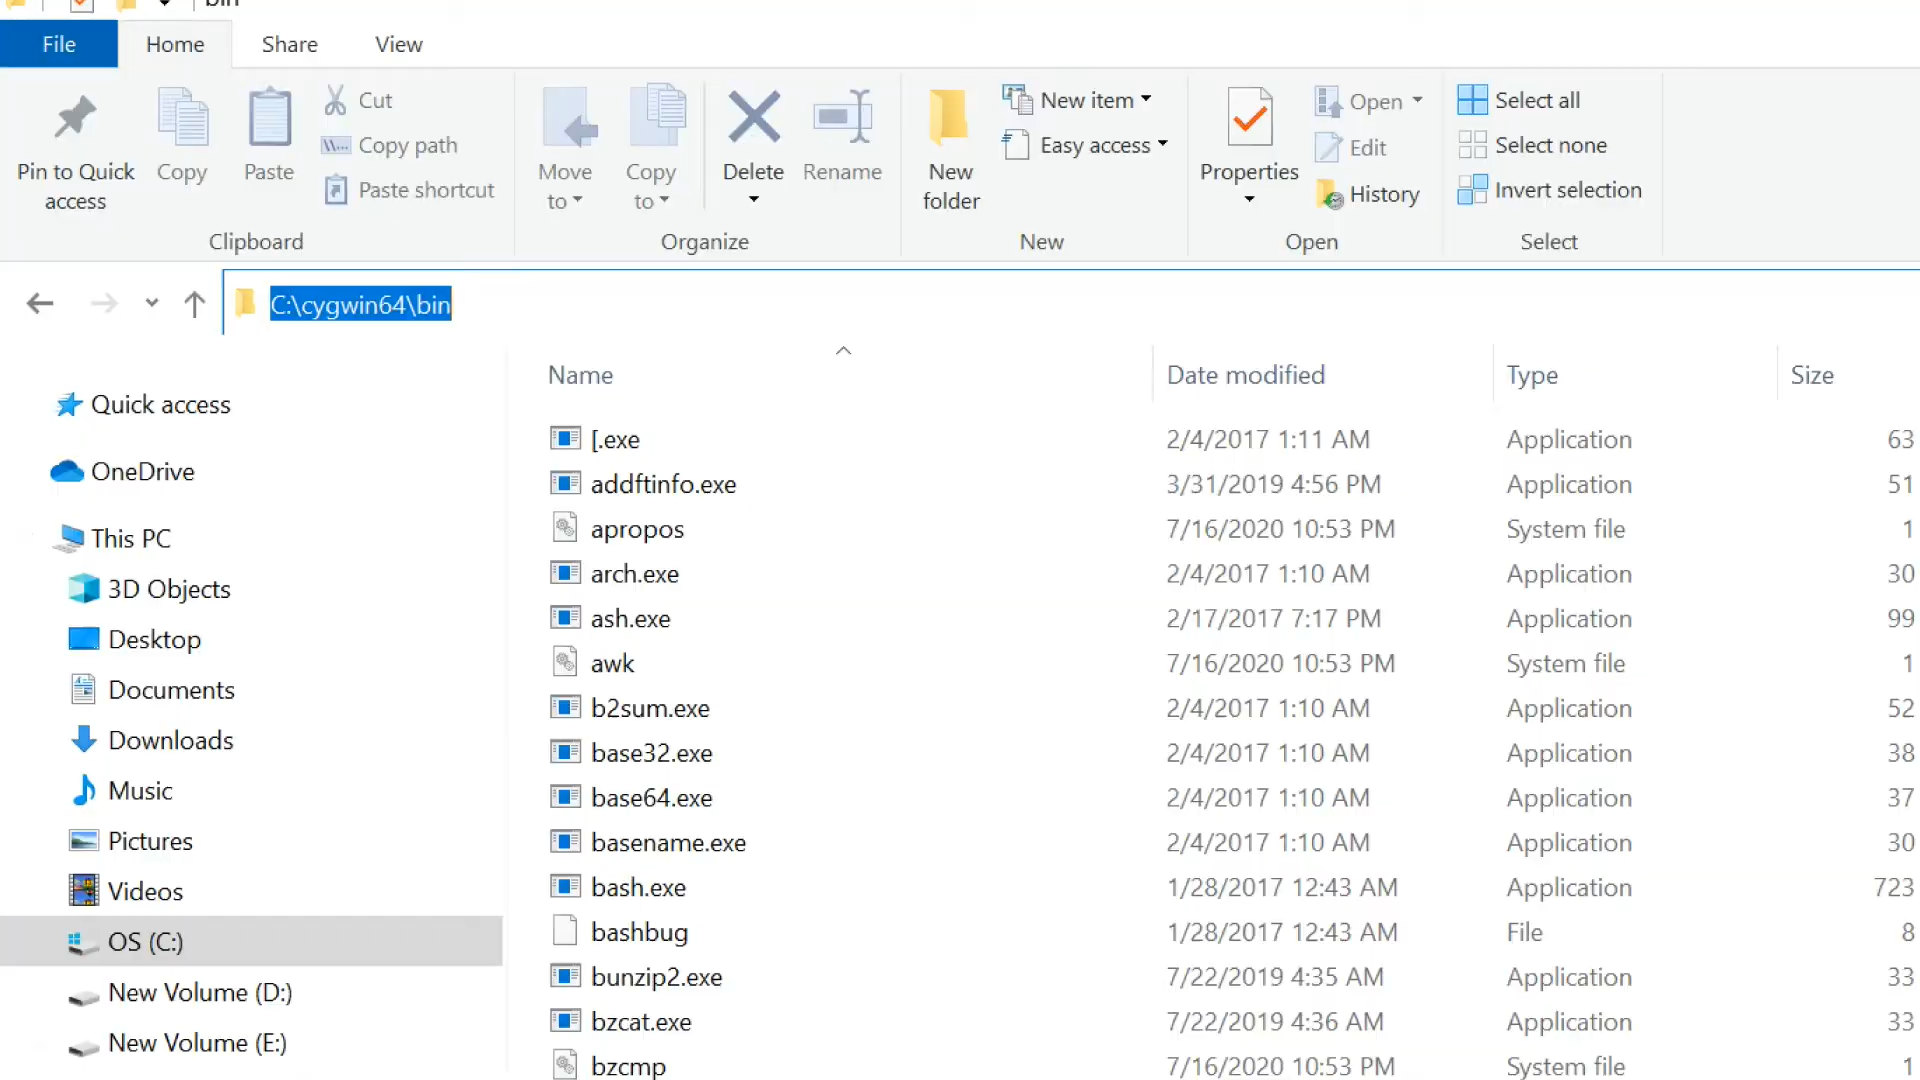 bin
File Home Share View
Cut
New item
Open
Select all
Copy path
Easy access
Edit
Select none
Pin to Quick access
Copy
Paste
Paste shortcut
Move to
Copy to
Delete
Rename
New folder
Properties
History
Invert selection
Clipboard Organize New Open Select
C:\cygwin64\bin
Name Date modified Type Size
Quick access
OneDrive
This PC
3D Objects
Desktop
Documents
Downloads
Music
Pictures
Videos
OS (C:)
New Volume (D:)
New Volume (E:)
[.exe 2/4/2017 1:11 AM Application 63
addftinfo.exe 3/31/2019 4:56 PM Application 51
apropos 7/16/2020 10:53 PM System file 1
arch.exe 2/4/2017 1:10 AM Application 30
ash.exe 2/17/2017 7:17 PM Application 99
awk 7/16/2020 10:53 PM System file 1
b2sum.exe 2/4/2017 1:10 AM Application 52
base32.exe 2/4/2017 1:10 AM Application 38
base64.exe 2/4/2017 1:10 AM Application 37
basename.exe 2/4/2017 1:10 AM Application 30
bash.exe 1/28/2017 12:43 AM Application 723
bashbug 1/28/2017 12:43 AM File 8
bunzip2.exe 7/22/2019 4:35 AM Application 33
bzcat.exe 7/22/2019 4:36 AM Application 33
bzcmp 7/16/2020 10:53 PM System file 1